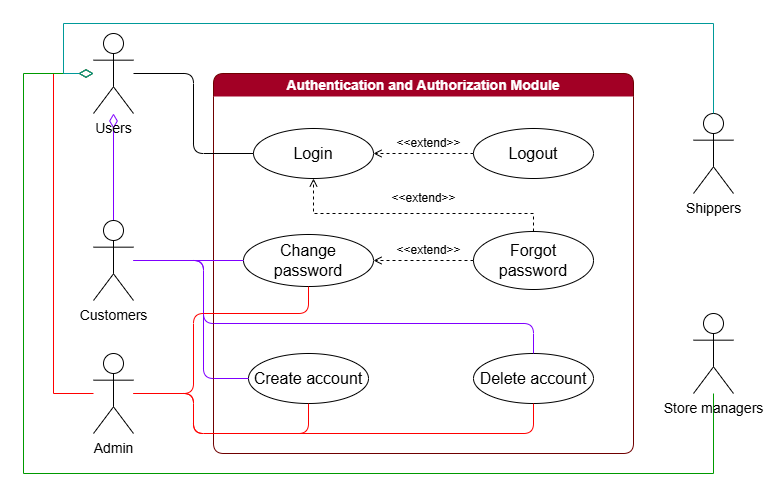 Authentication and Authorization Module
Users
Login
<<extend>>
Logout
<<extend>>
Shippers
Change
password
<<extend>>
Forgot
password
Customers
Create account
Delete account
Store managers
Admin